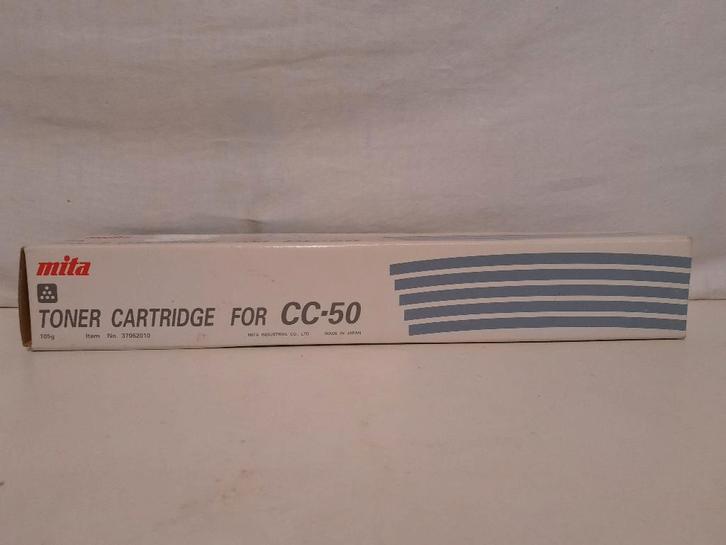 mita
TONER CARTRIDGE FOR CC-50
105g Item No. 37062010 MITA INDUSTRIAL CO., LTD. MADE IN JAPAN